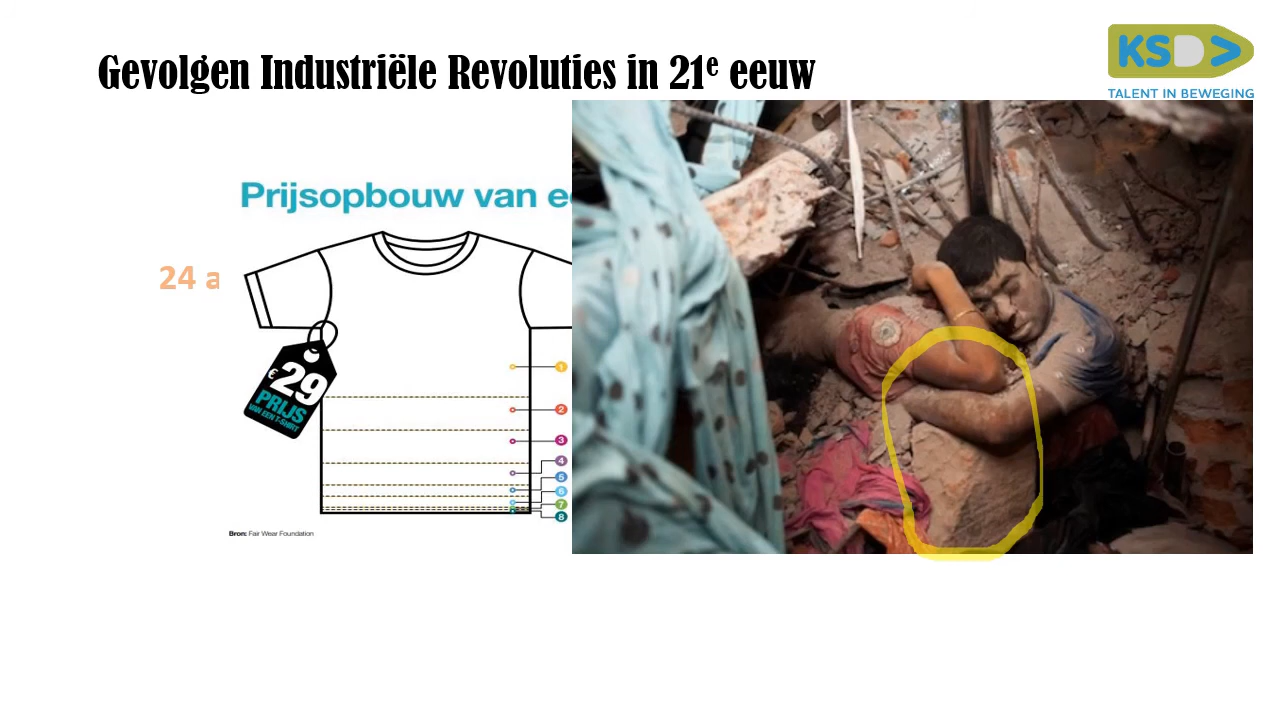 Gevolgen Industriële Revoluties in 21e eeuw
KSD
TALENT IN BEWEGING
Prijsopbouw van
24
€29
PRIJS
VAN EEN T-SHIRT
1
2
3
4
5
6
7
8
Bron: Fair Wear Foundation